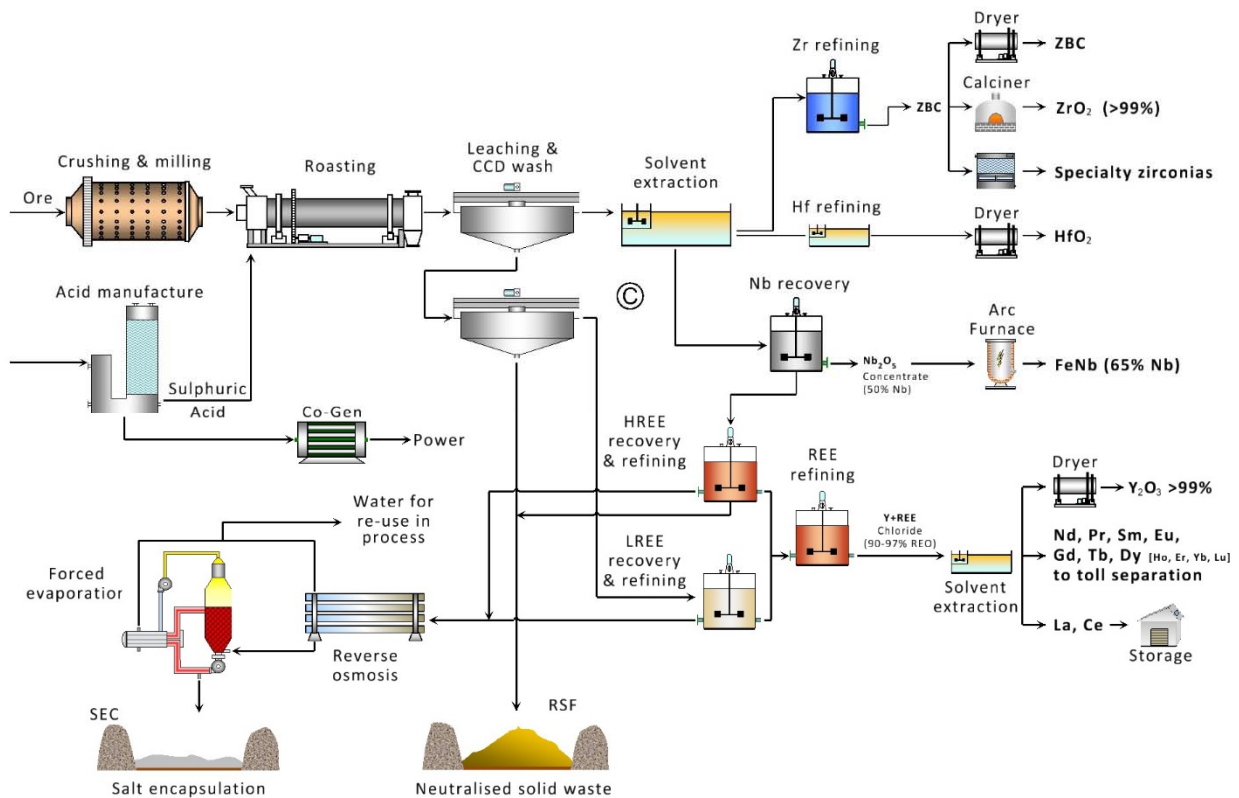 Dryer
ZBC
Zr refining
Calciner
ZBC
ZrO₂ (>99%)
Leaching &
CCD wash
Crushing & milling
Roasting
Solvent
extraction
Specialty zirconias
Ore
Hf refining
Dryer
HfO₂
Acid manufacture
©
Nb recovery
Arc
Furnace
Nb₂O₅
Concentrate
(50% Nb)
FeNb (65% Nb)
Sulphuric
Acid
Co-Gen
Power
HREE
recovery
& refining
REE
refining
Dryer
Y₂O₃ >99%
Water for
re-use in
process
Y+REE
Chloride
(90-97% REO)
Nd, Pr, Sm, Eu,
Gd, Tb, Dy [Ho, Er, Yb, Lu]
to toll separation
Forced
evaporation
LREE
recovery
& refining
Solvent
extraction
La, Ce
Storage
Reverse
osmosis
SEC
RSF
Salt encapsulation
Neutralised solid waste